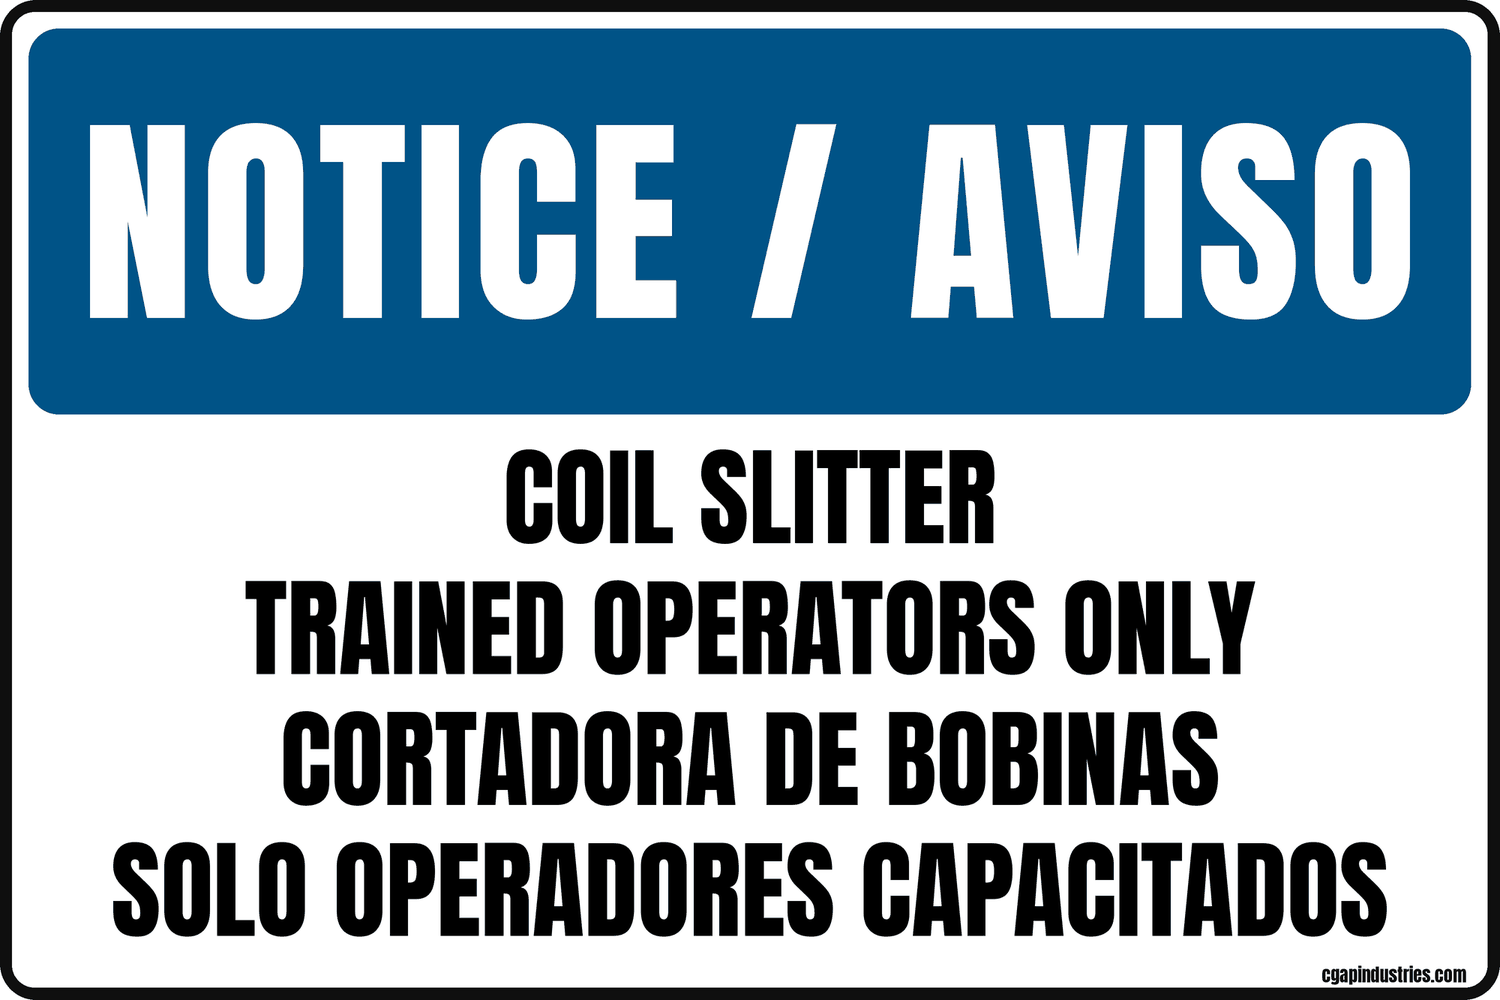 NOTICE / AVISO
COIL SLITTER
TRAINED OPERATORS ONLY
CORTADORA DE BOBINAS
SOLO OPERADORES CAPACITADOS
cgapindustries.com